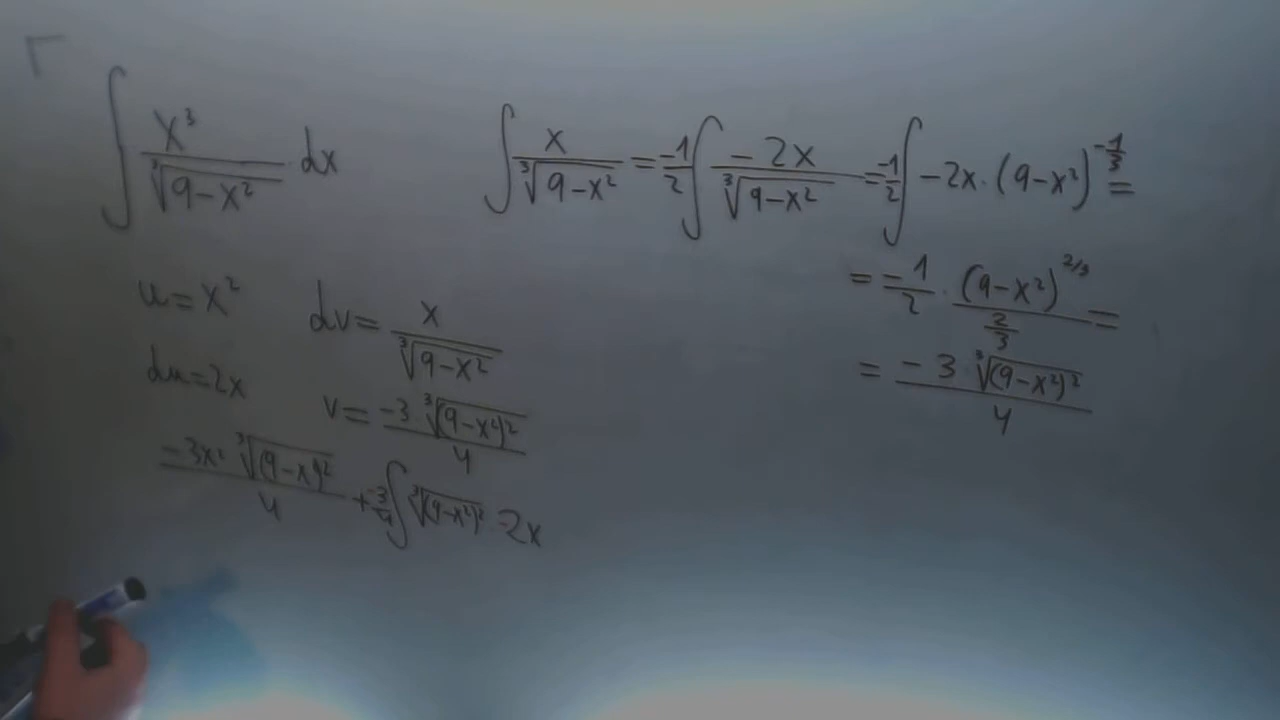 ∫ x³/∛(9-x²) · dx
∫ x/∛(9-x²) = -1/2 ∫ -2x/∛(9-x²) = -1/2 ∫ -2x·(9-x²)^(-1/3) =
= -1/2 · (9-x²)^(2/3)/(2/3) =
= -3 ∛(9-x²)²/4
u = x² dv = x/∛(9-x²)
du = 2x v = -3·∛(9-x²)²/4
-3x² ∛(9-x)²/4 + 3/4 ∫ ∛(9-x²)² · 2x